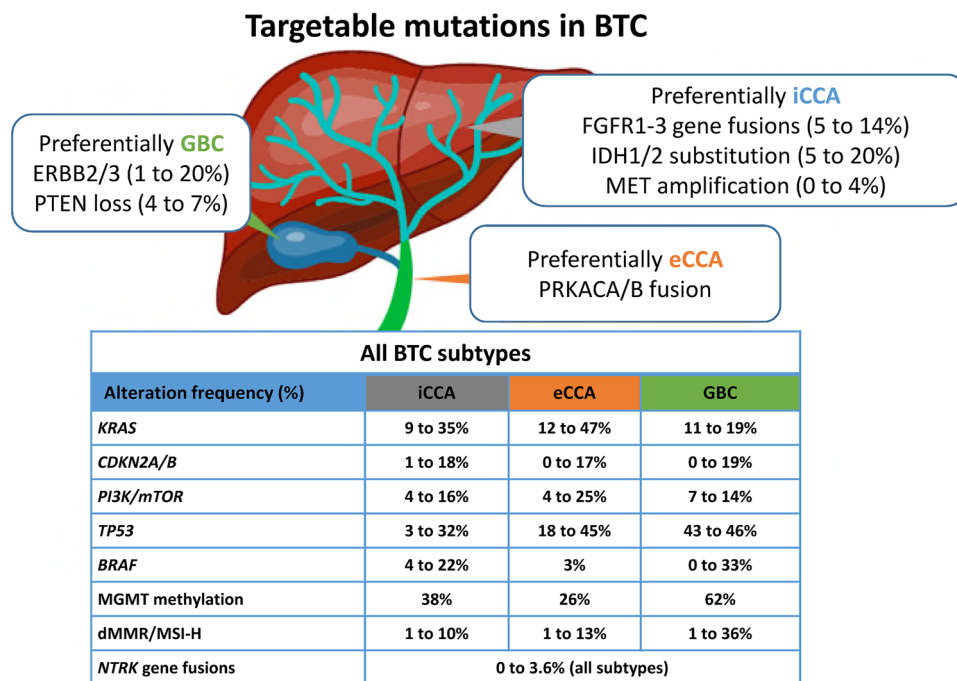 Targetable mutations in BTC
Preferentially GBC
ERBB2/3 (1 to 20%)
PTEN loss (4 to 7%)
Preferentially iCCA
FGFR1-3 gene fusions (5 to 14%)
IDH1/2 substitution (5 to 20%)
MET amplification (0 to 4%)
Preferentially eCCA
PRKACA/B fusion
All BTC subtypes
Alteration frequency (%) iCCA eCCA GBC
KRAS 9 to 35% 12 to 47% 11 to 19%
CDKN2A/B 1 to 18% 0 to 17% 0 to 19%
PI3K/mTOR 4 to 16% 4 to 25% 7 to 14%
TP53 3 to 32% 18 to 45% 43 to 46%
BRAF 4 to 22% 3% 0 to 33%
MGMT methylation 38% 26% 62%
dMMR/MSI-H 1 to 10% 1 to 13% 1 to 36%
NTRK gene fusions 0 to 3.6% (all subtypes)